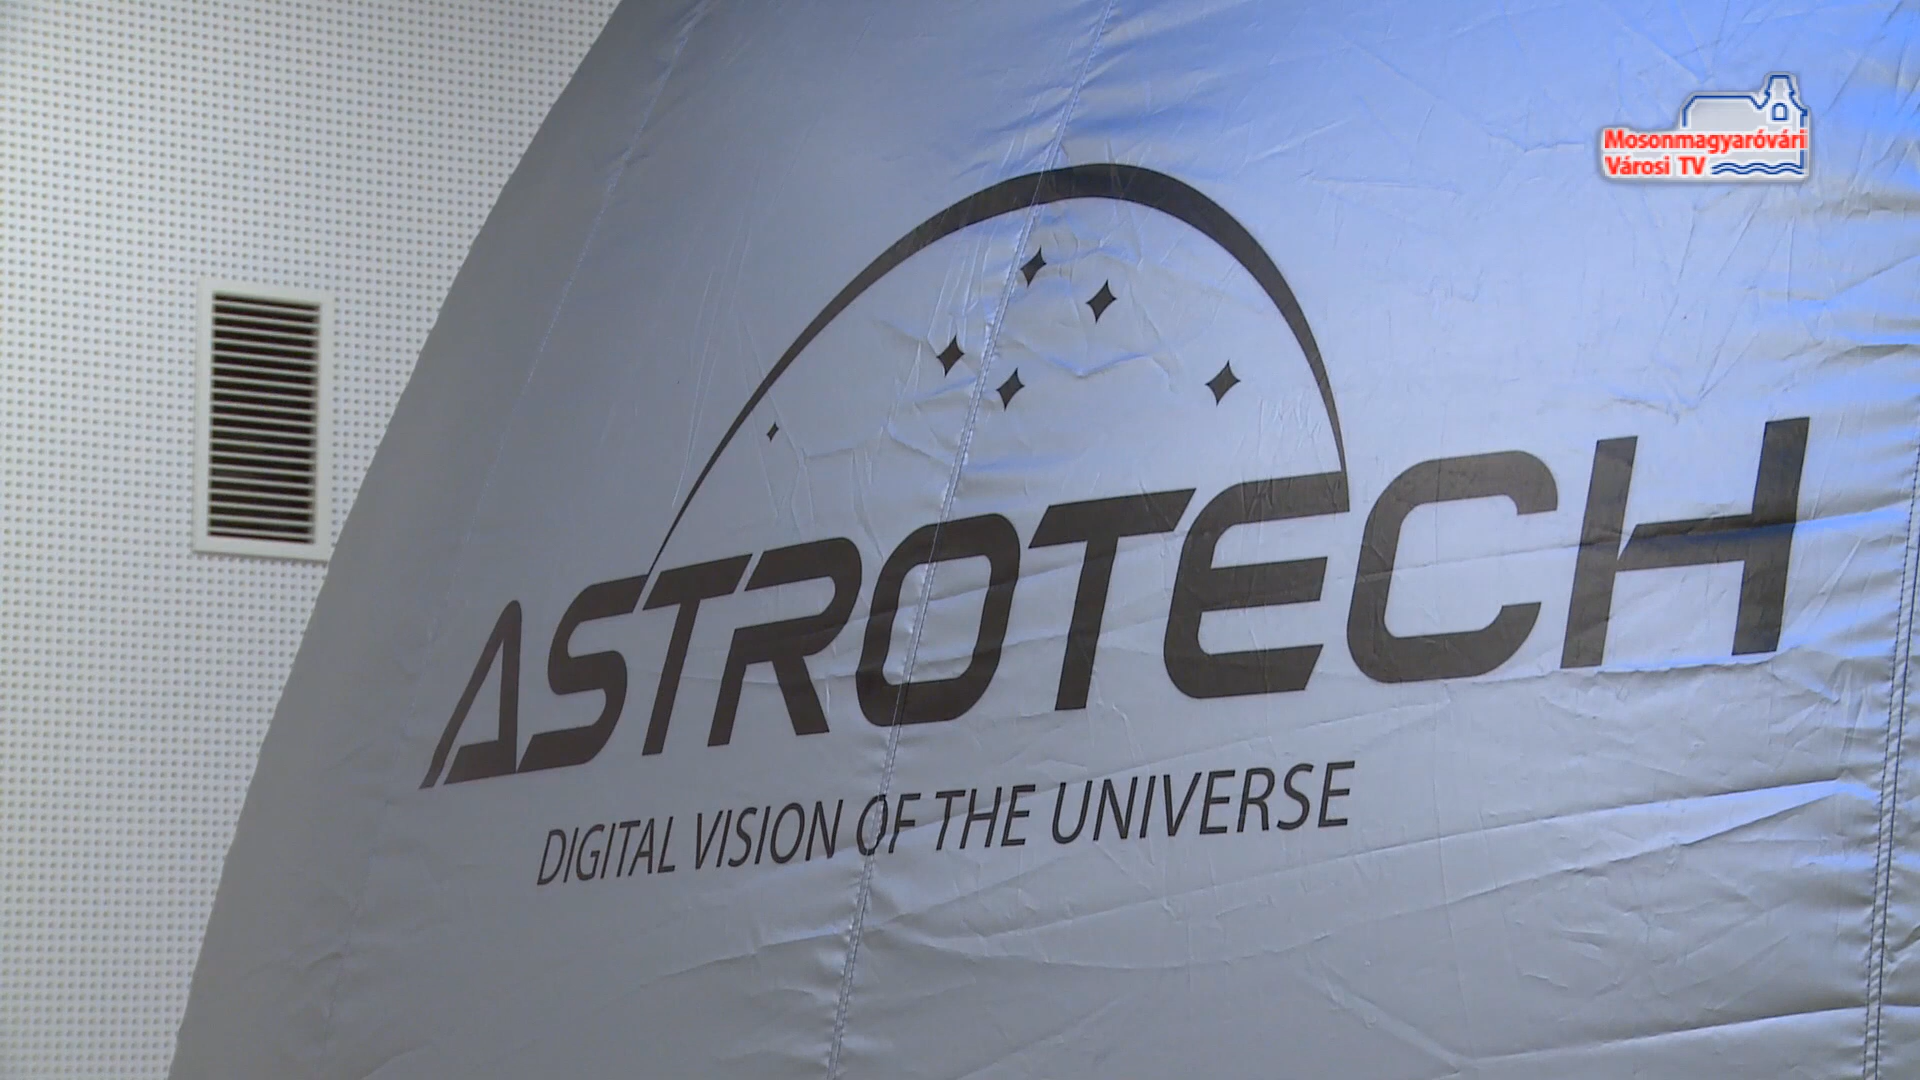 Mosonmagyaróvári
Városi TV
ASTROTECH
DIGITAL VISION OF THE UNIVERSE